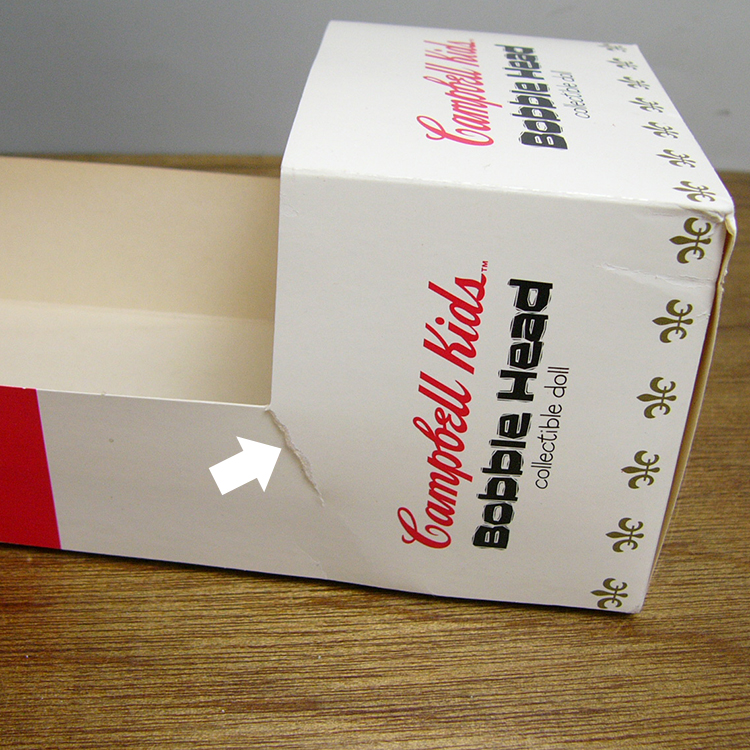 Campbell Kids
Bobble Head
collectible doll
Campbell Kids™
Bobble Head
collectible doll